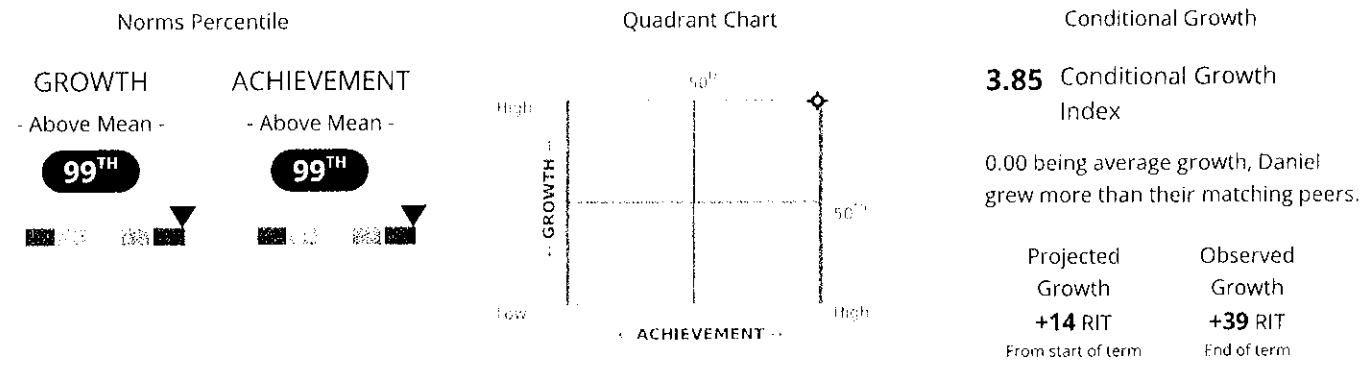 Norms Percentile
GROWTH
- Above Mean -
99TH
ACHIEVEMENT
- Above Mean -
99TH
Quadrant Chart
50th
High
-- GROWTH --
50th
Low
High
ACHIEVEMENT --
Conditional Growth
3.85 Conditional Growth
Index
0.00 being average growth, Daniel
grew more than their matching peers.
Projected
Growth
+14 RIT
From start of term
Observed
Growth
+39 RIT
End of term